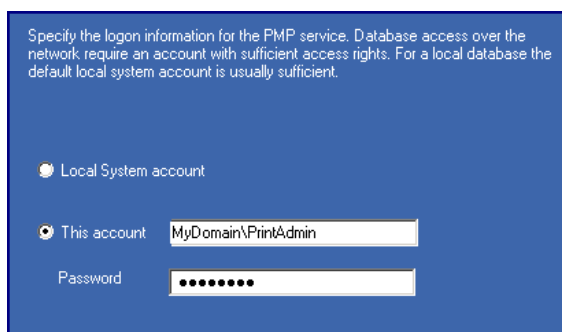 Specify the logon information for the PMP service. Database access over the
network require an account with sufficient access rights. For a local database the
default local system account is usually sufficient.
Local System account
This account MyDomain\PrintAdmin
Password ●●●●●●●●